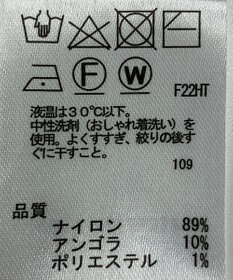 F W F22HT
液温は30℃以下。
中性洗剤(おしゃれ着洗い)を
使用。よくすすぎ、絞りの後す
ぐに干すこと。
109
品質
ナイロン 89%
アンゴラ 10%
ポリエステル 1%